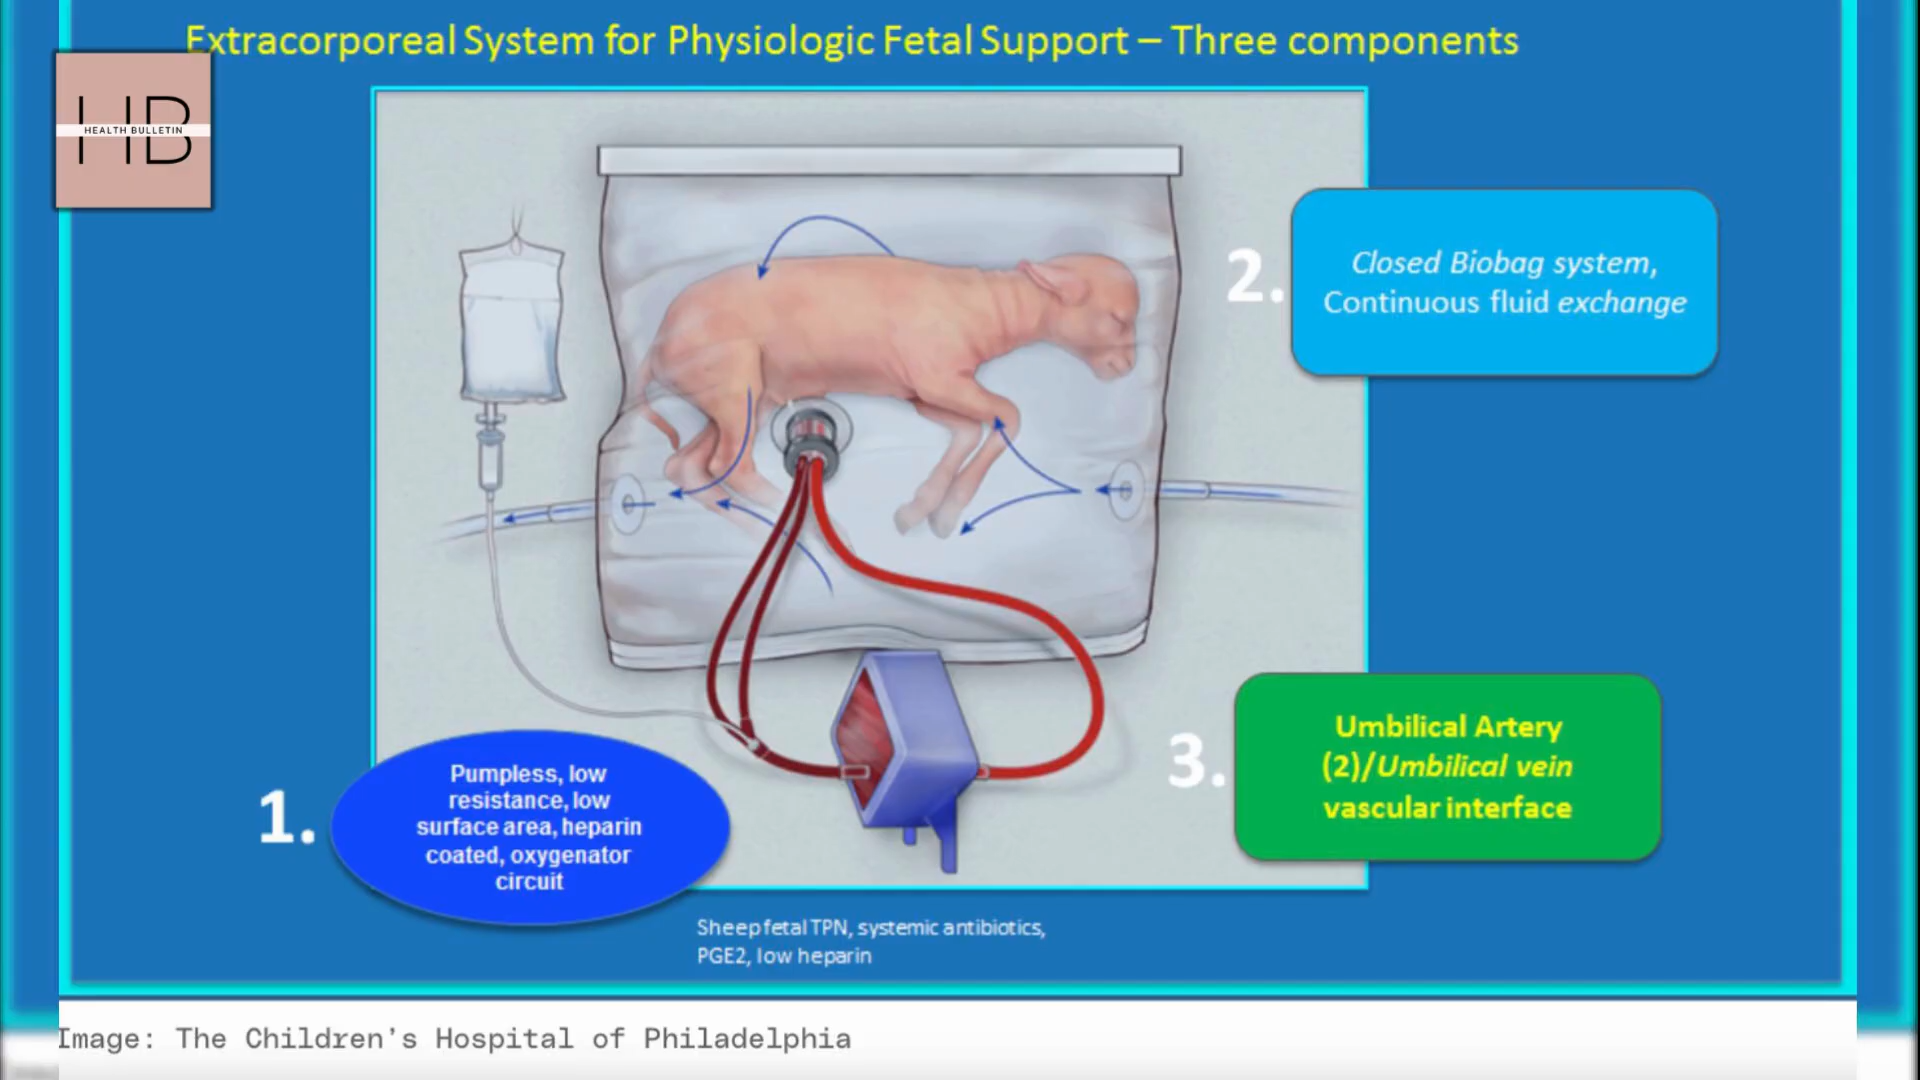 Extracorporeal System for Physiologic Fetal Support – Three components
HB
HEALTH BULLETIN
2.
Closed Biobag system,
Continuous fluid exchange
3.
Umbilical Artery
(2)/Umbilical vein
vascular interface
1.
Pumpless, low
resistance, low
surface area, heparin
coated, oxygenator
circuit
Sheep fetal TPN, systemic antibiotics,
PGE2, low heparin
Image: The Children's Hospital of Philadelphia